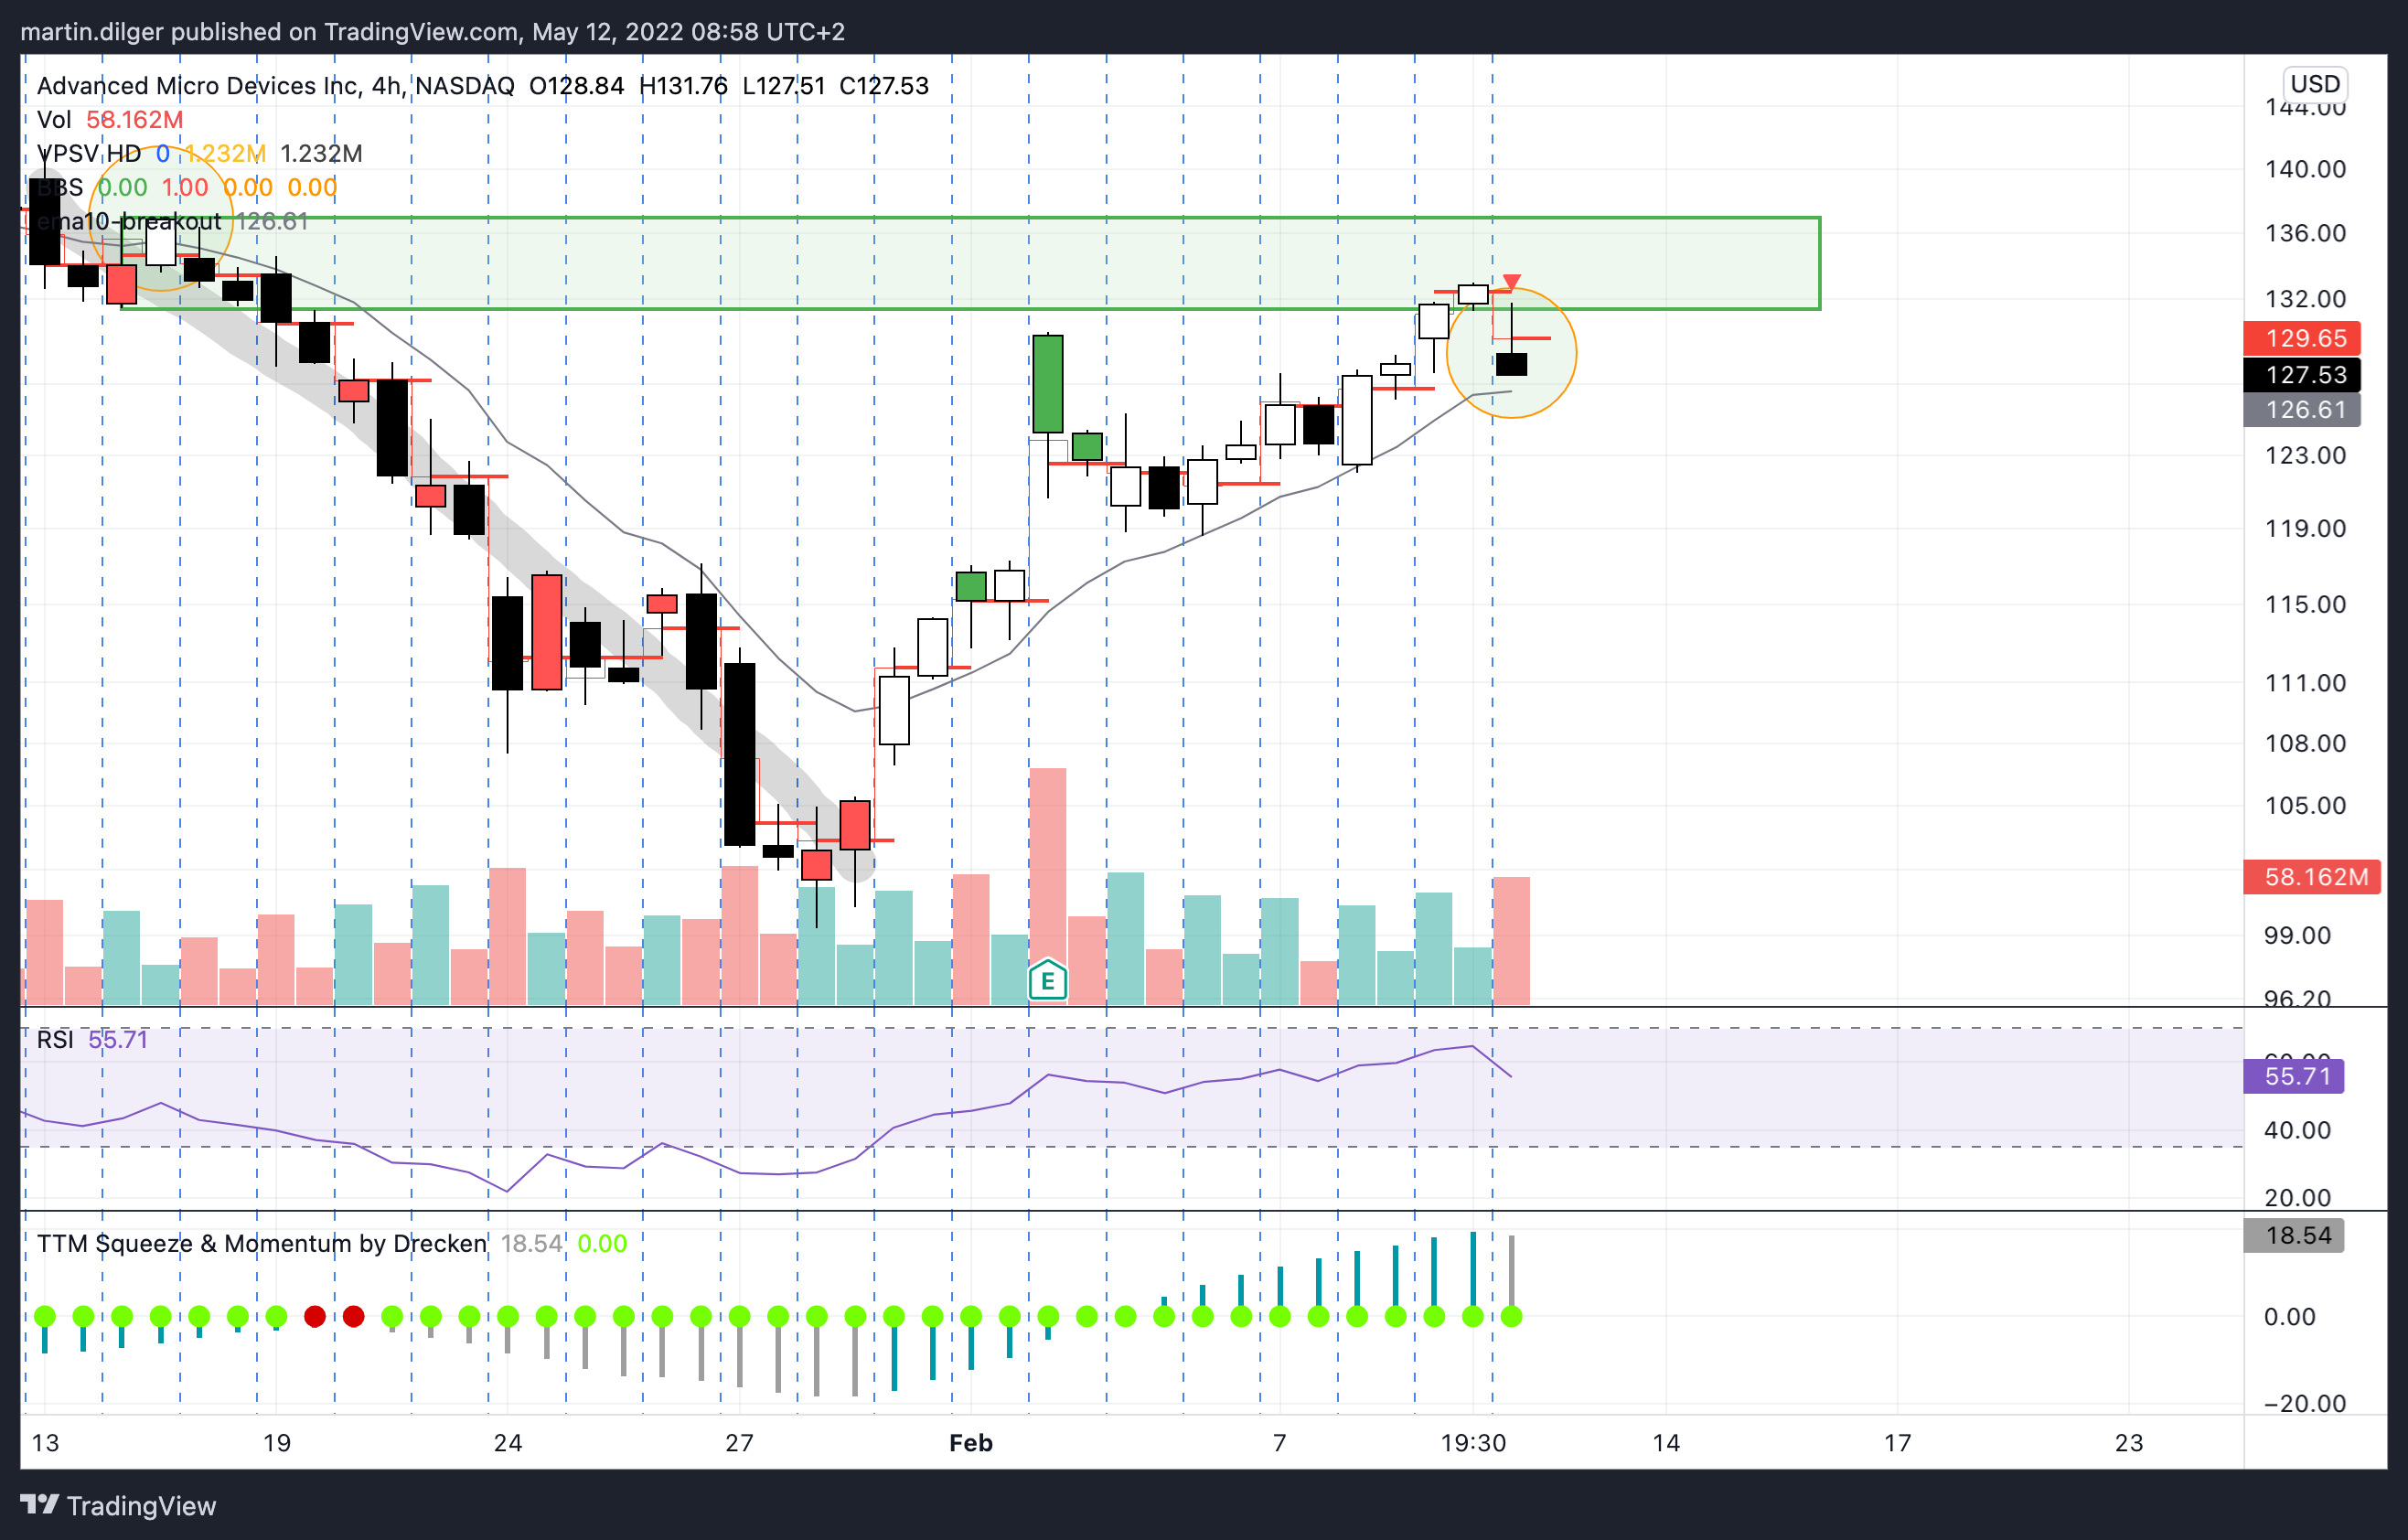 martin.dilger published on TradingView.com, May 12, 2022 08:58 UTC+2
Advanced Micro Devices Inc, 4h, NASDAQ O128.84 H131.76 L127.51 C127.53
Vol 58.162M
VPSV HD 0 1.232M 1.232M
BBS 0.00 1.00 0.00 0.00
ema10-breakout 126.61
USD
144.00
140.00
136.00
132.00
129.65
127.53
126.61
123.00
119.00
115.00
111.00
108.00
105.00
58.162M
99.00
96.20
E
RSI 55.71
60.00
55.71
40.00
20.00
TTM Squeeze & Momentum by Drecken 18.54 0.00
18.54
0.00
−20.00
13 19 24 27 Feb 7 19:30 14 17 23
TradingView